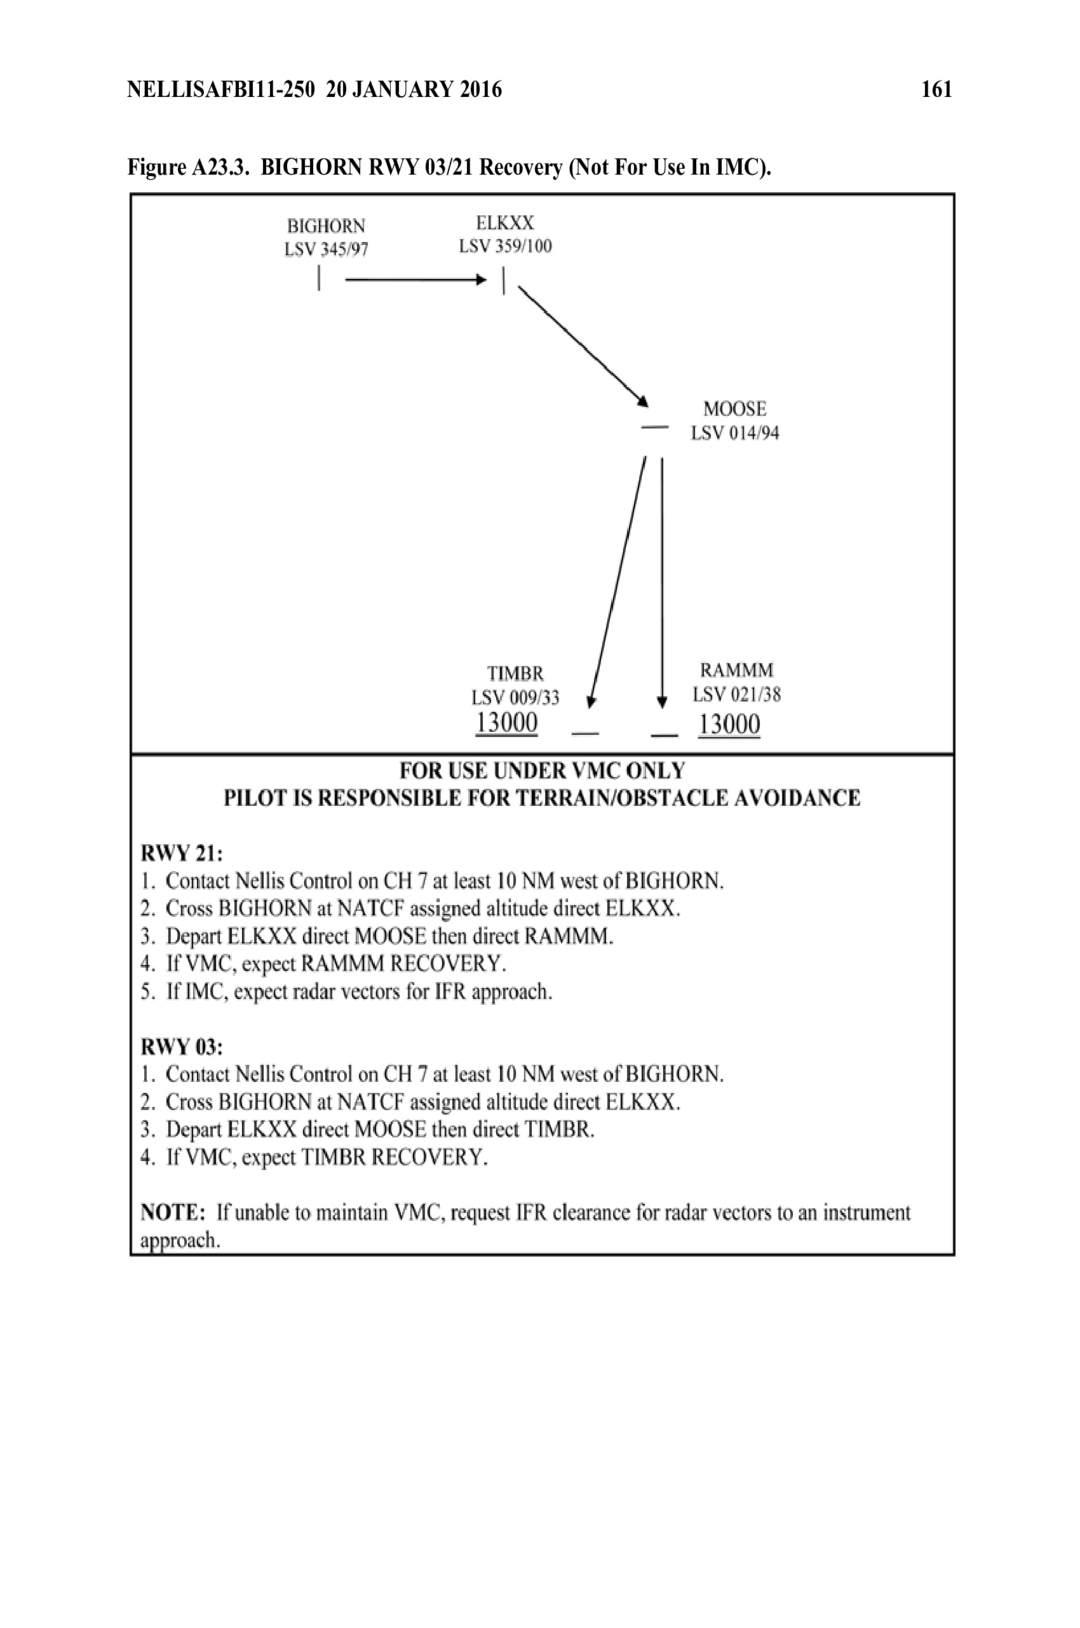 NELLISAFBI11-250 20 JANUARY 2016 161
Figure A23.3. BIGHORN RWY 03/21 Recovery (Not For Use In IMC).
BIGHORN
LSV 345/97
ELKXX
LSV 359/100
MOOSE
LSV 014/94
TIMBR
LSV 009/33
13000
RAMMM
LSV 021/38
13000
FOR USE UNDER VMC ONLY
PILOT IS RESPONSIBLE FOR TERRAIN/OBSTACLE AVOIDANCE
RWY 21:
1. Contact Nellis Control on CH 7 at least 10 NM west of BIGHORN.
2. Cross BIGHORN at NATCF assigned altitude direct ELKXX.
3. Depart ELKXX direct MOOSE then direct RAMMM.
4. If VMC, expect RAMMM RECOVERY.
5. If IMC, expect radar vectors for IFR approach.
RWY 03:
1. Contact Nellis Control on CH 7 at least 10 NM west of BIGHORN.
2. Cross BIGHORN at NATCF assigned altitude direct ELKXX.
3. Depart ELKXX direct MOOSE then direct TIMBR.
4. If VMC, expect TIMBR RECOVERY.
NOTE: If unable to maintain VMC, request IFR clearance for radar vectors to an instrument
approach.